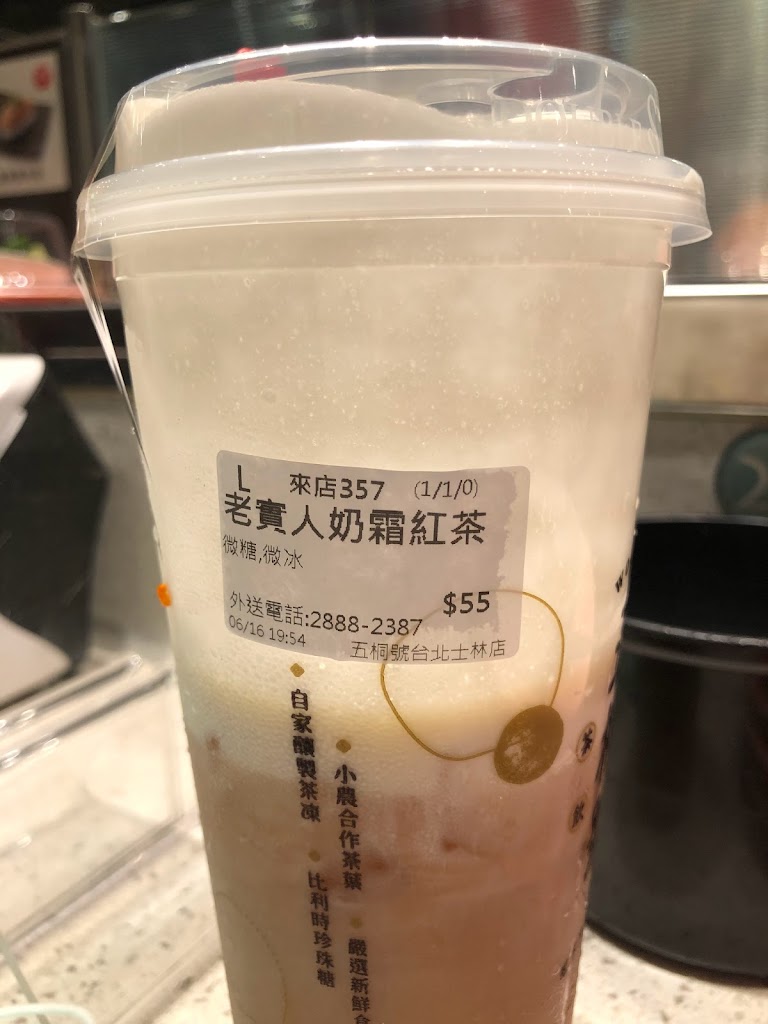 L 來店357 (1/1/0)
老實人奶霜紅茶
微糖,微冰
$55
外送電話:2888-2387
06/16 19:54 五桐號台北士林店
自家釀製茶凍
比利時珍珠糖
小農合作茶葉
嚴選新鮮食
茶飲